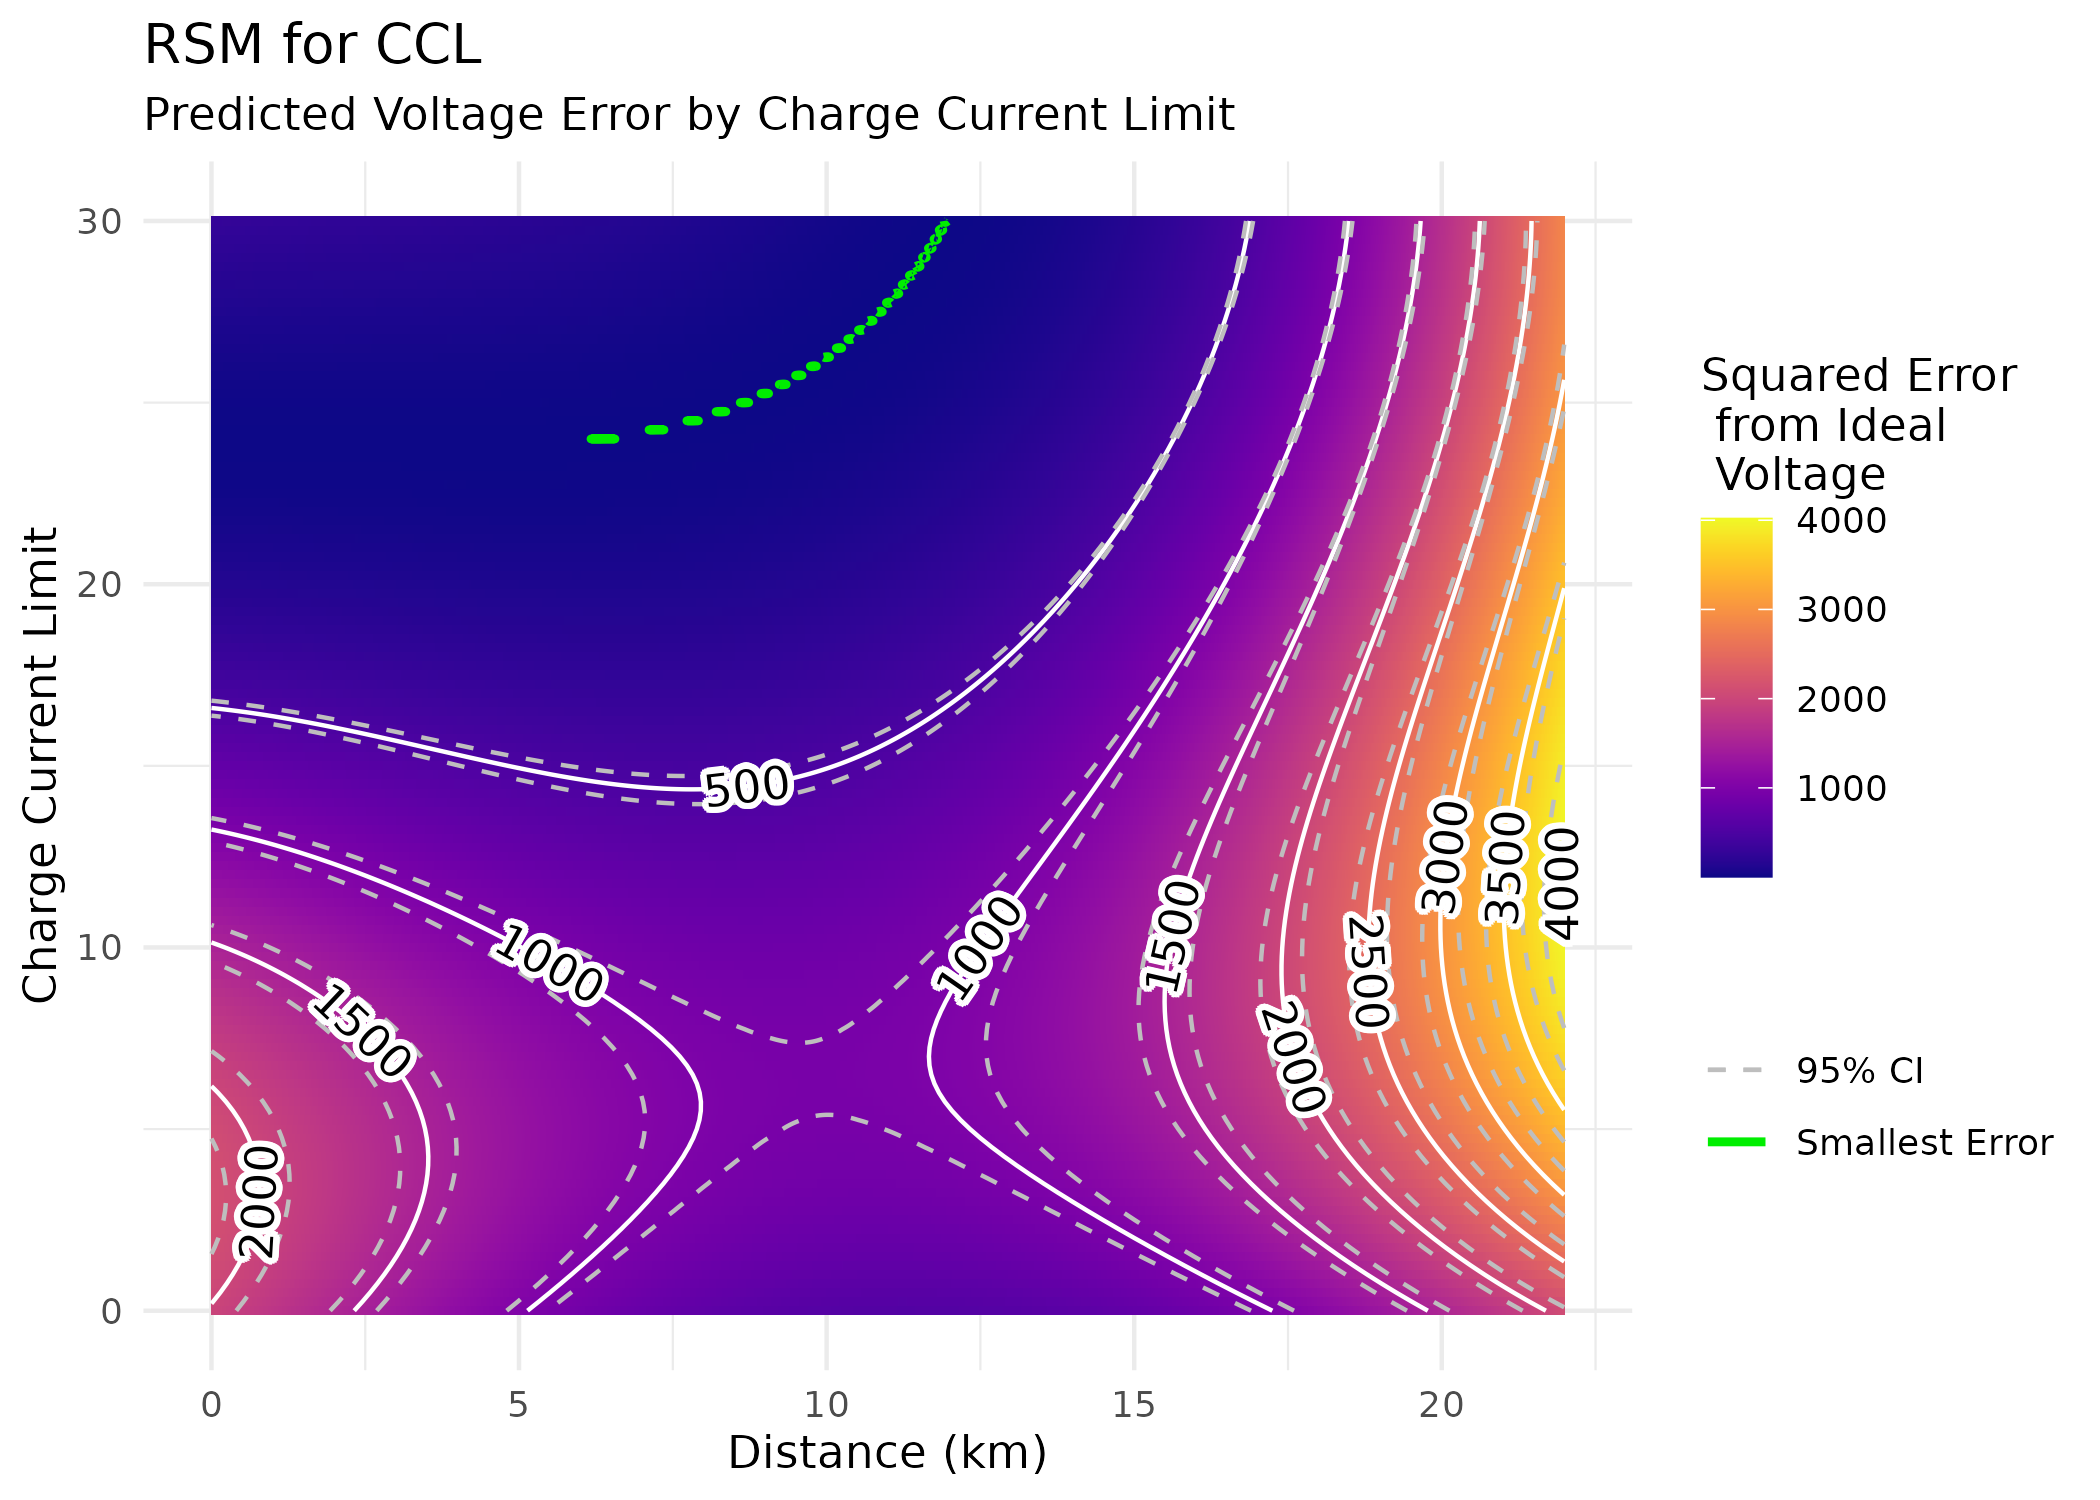 RSM for CCL
Predicted Voltage Error by Charge Current Limit
Charge Current Limit
30
20
10
0
500
1000
1000
1500
1500
2000
2000
2500
3000
3500
4000
0
5
10
15
20
Distance (km)
Squared Error
from Ideal
Voltage
4000
3000
2000
1000
95% CI
Smallest Error